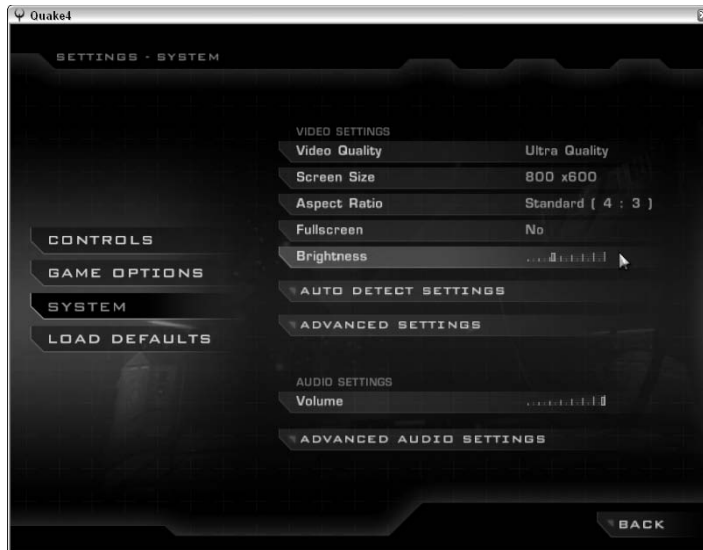 Quake4
SETTINGS - SYSTEM
VIDEO SETTINGS
Video Quality Ultra Quality
Screen Size 800 x600
Aspect Ratio Standard ( 4 : 3 )
Fullscreen No
Brightness
AUTO DETECT SETTINGS
ADVANCED SETTINGS
CONTROLS
GAME OPTIONS
SYSTEM
LOAD DEFAULTS
AUDIO SETTINGS
Volume
ADVANCED AUDIO SETTINGS
BACK